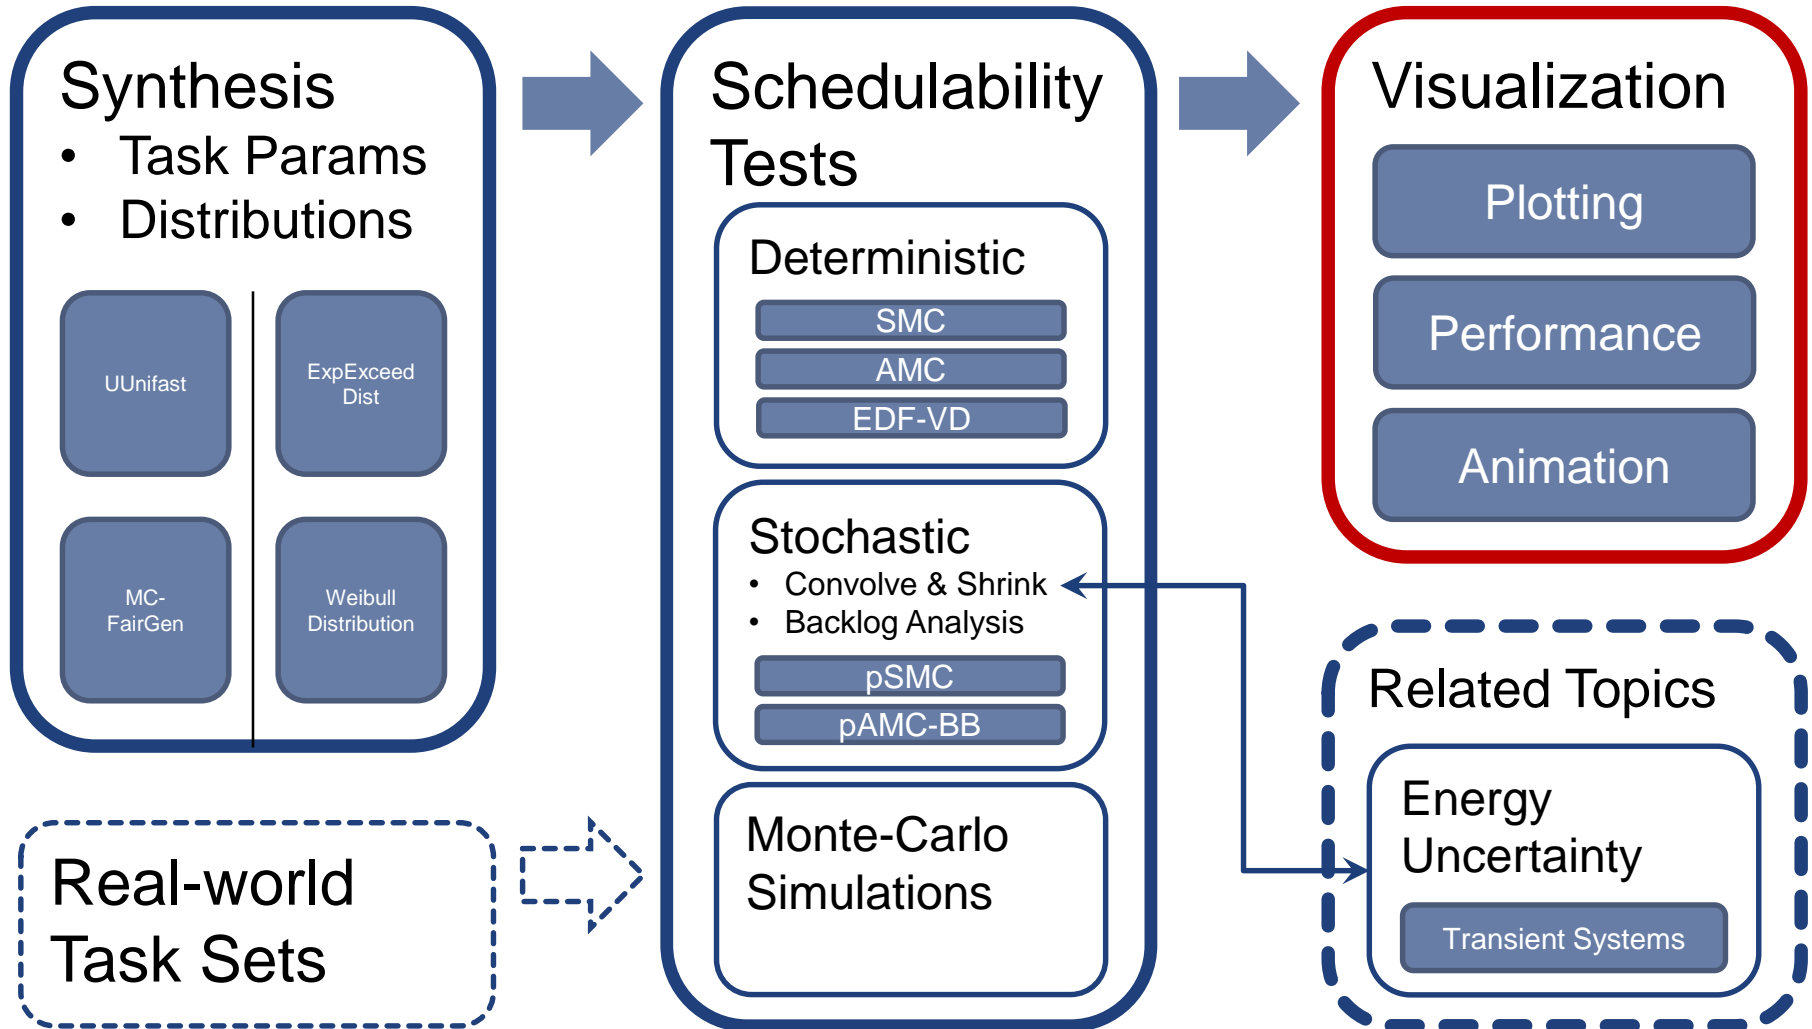 Synthesis
• Task Params
• Distributions
UUnifast
ExpExceed
Dist
MC-
FairGen
Weibull
Distribution
Real-world
Task Sets
Schedulability
Tests
Deterministic
SMC
AMC
EDF-VD
Stochastic
• Convolve & Shrink
• Backlog Analysis
pSMC
pAMC-BB
Monte-Carlo
Simulations
Visualization
Plotting
Performance
Animation
Related Topics
Energy
Uncertainty
Transient Systems